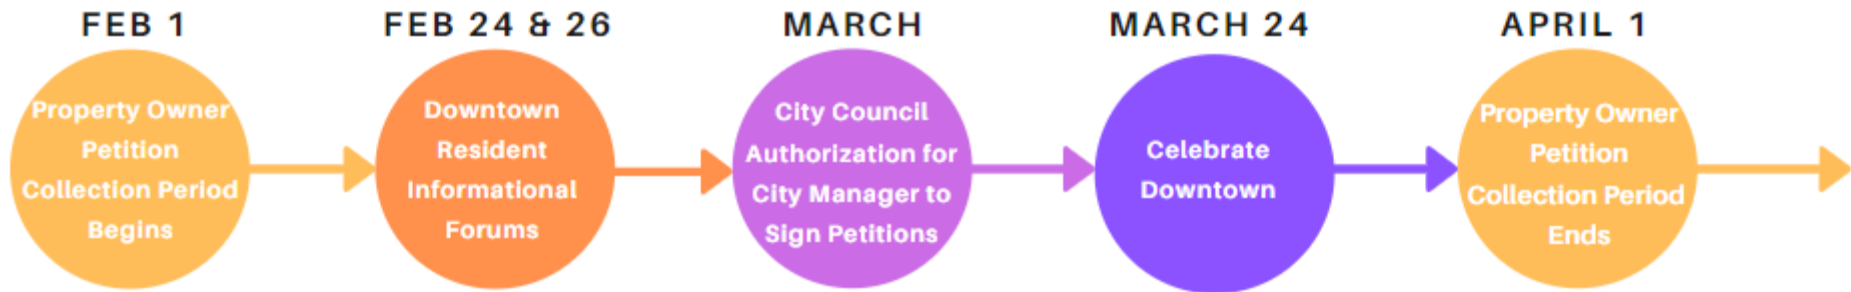 FEB 1
Property Owner
Petition
Collection Period
Begins
FEB 24 & 26
Downtown
Resident
Informational
Forums
MARCH
City Council
Authorization for
City Manager to
Sign Petitions
MARCH 24
Celebrate
Downtown
APRIL 1
Property Owner
Petition
Collection Period
Ends